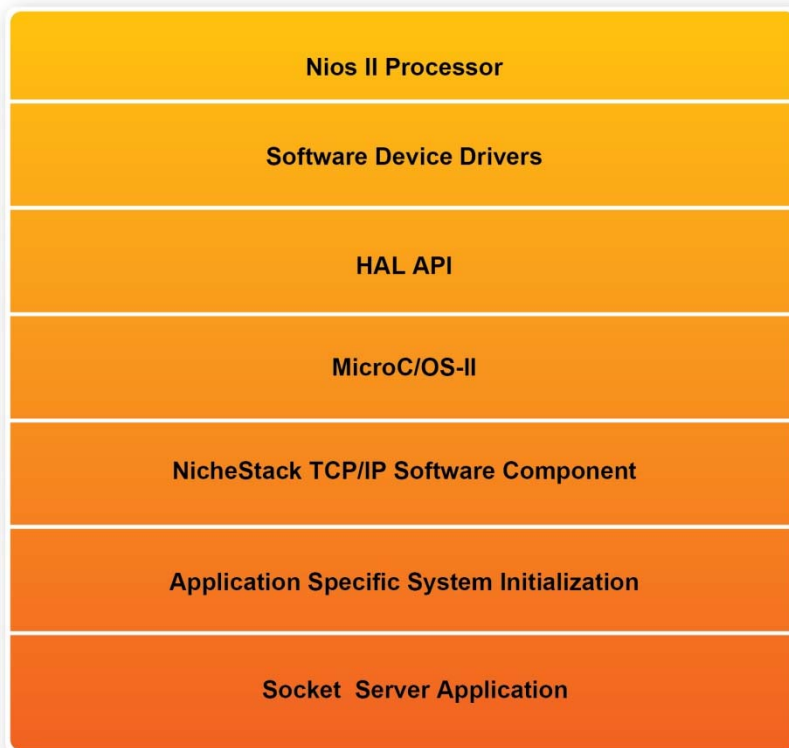 Nios II Processor
Software Device Drivers
HAL API
MicroC/OS-II
NicheStack TCP/IP Software Component
Application Specific System Initialization
Socket  Server Application